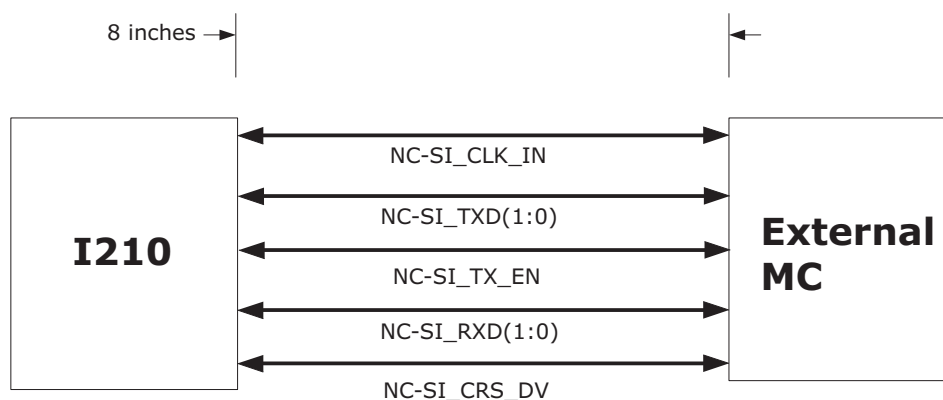 8 inches
NC-SI_CLK_IN
NC-SI_TXD(1:0)
I210
External
MC
NC-SI_TX_EN
NC-SI_RXD(1:0)
NC-SI_CRS_DV